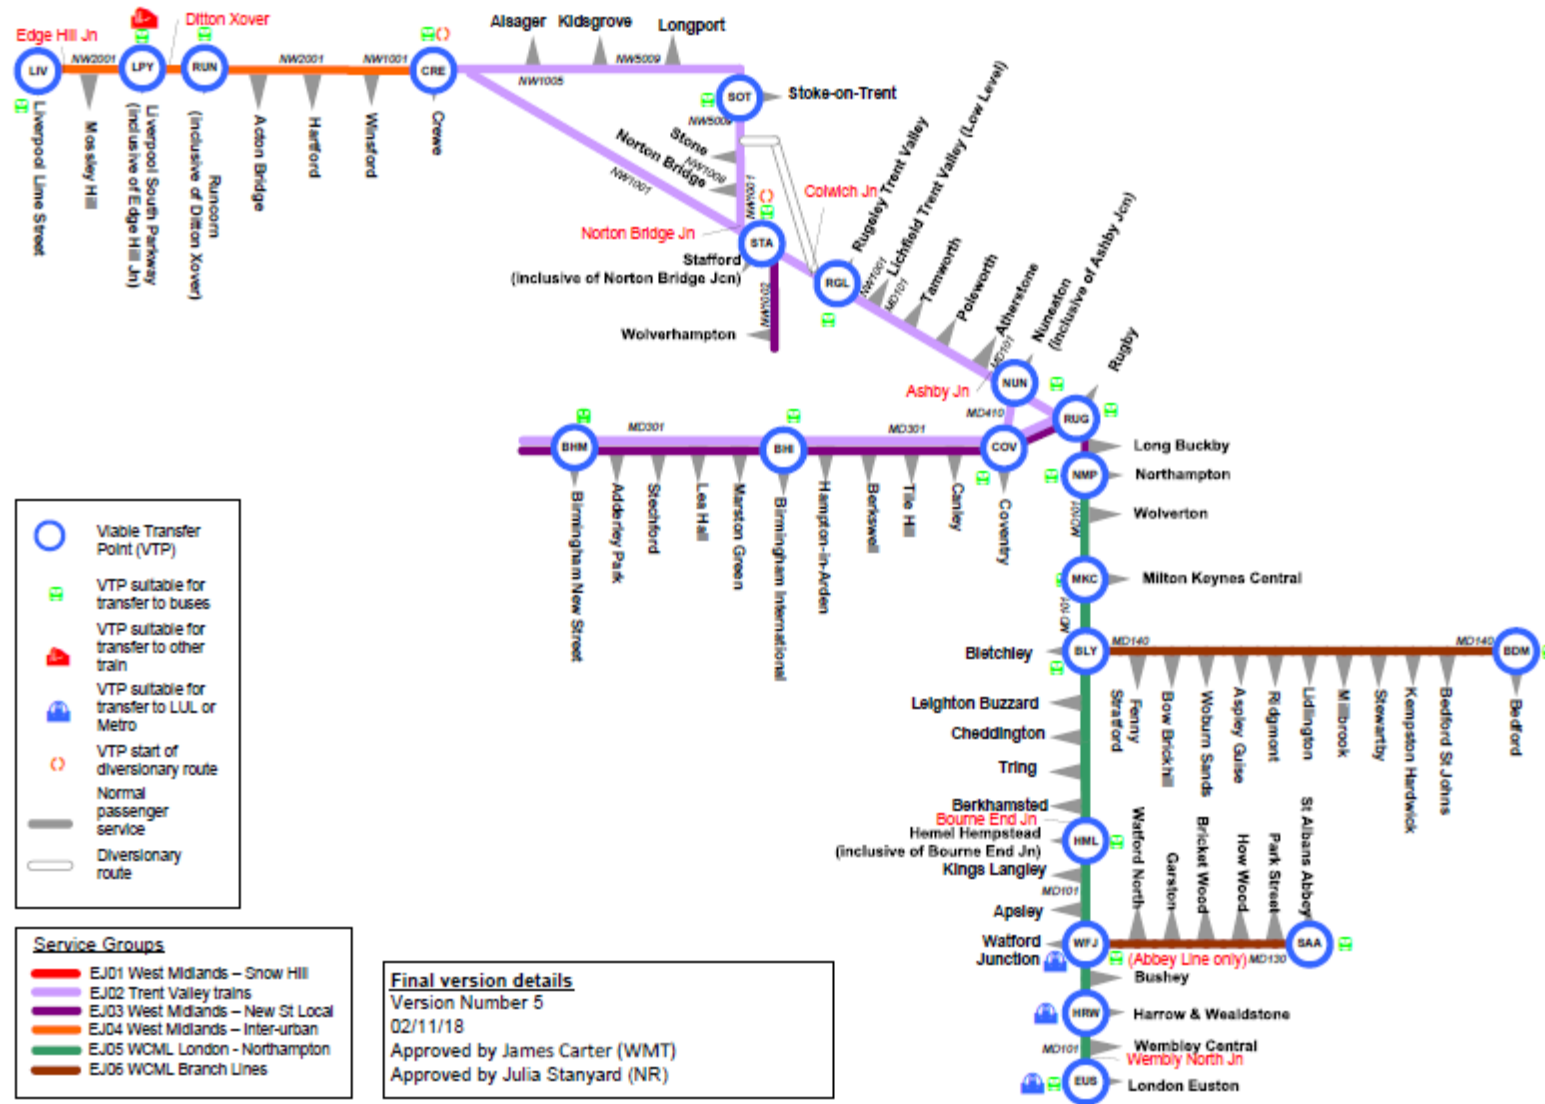 Edge Hill Jn
Ditton Xover
Alsager
Kidsgrove
Longport
LIV
NW2001
LPY
RUN
NW2001
NW1001
CRE
NW1005
NW5009
Liverpool Lime Street
Mossley Hill
Liverpool South Parkway
(inclusive of Edge Hill Jn)
Runcorn
(inclusive of Ditton Xover)
Acton Bridge
Hartford
Winsford
Crewe
SOT
Stoke-on-Trent
NW5009
Stone
Norton Bridge
NW1008
NW1001
NW1001
Norton Bridge Jn
Colwich Jn
STA
Stafford
(inclusive of Norton Bridge Jcn)
NW1002
Wolverhampton
RGL
Rugeley Trent Valley
NW1001
Lichfield Trent Valley (Low Level)
MD101
Tamworth
Polesworth
Atherstone
MD101
Nuneaton
(inclusive of Ashby Jcn)
Ashby Jn
NUN
Rugby
MD410
RUG
BHM
MD301
BHI
MD301
COV
Long Buckby
NMP
Northampton
Birmingham New Street
Adderley Park
Stechford
Lea Hall
Marston Green
Birmingham International
Hampton-in-Arden
Berkswell
Tile Hill
Canley
Coventry
MD101
Wolverton
MKC
Milton Keynes Central
MD101
Bletchley
BLY
MD140
MD140
BDM
Fenny
Stratford
Bow Brickhill
Woburn Sands
Aspley Guise
Ridgmont
Lidlington
Millbrook
Stewartby
Kempston Hardwick
Bedford St Johns
Bedford
Leighton Buzzard
Cheddington
Tring
Berkhamsted
Bourne End Jn
Hemel Hempstead
(inclusive of Bourne End Jn)
HML
Kings Langley
MD101
Apsley
Watford North
Garston
Bricket Wood
How Wood
Park Street
St Albans Abbey
Watford
Junction
WFJ
SAA
(Abbey Line only)
MD130
Bushey
HRW
Harrow & Wealdstone
MD101
Wembley Central
Wembly North Jn
EUS
London Euston
Viable Transfer
Point (VTP)
VTP suitable for
transfer to buses
VTP suitable for
transfer to other
train
VTP suitable for
transfer to LUL or
Metro
VTP start of
diversionary route
Normal
passenger
service
Diversionary
route
Service Groups
EJ01 West Midlands – Snow Hill
EJ02 Trent Valley trains
EJ03 West Midlands – New St Local
EJ04 West Midlands – Inter-urban
EJ05 WCML London - Northampton
EJ06 WCML Branch Lines
Final version details
Version Number 5
02/11/18
Approved by James Carter (WMT)
Approved by Julia Stanyard (NR)